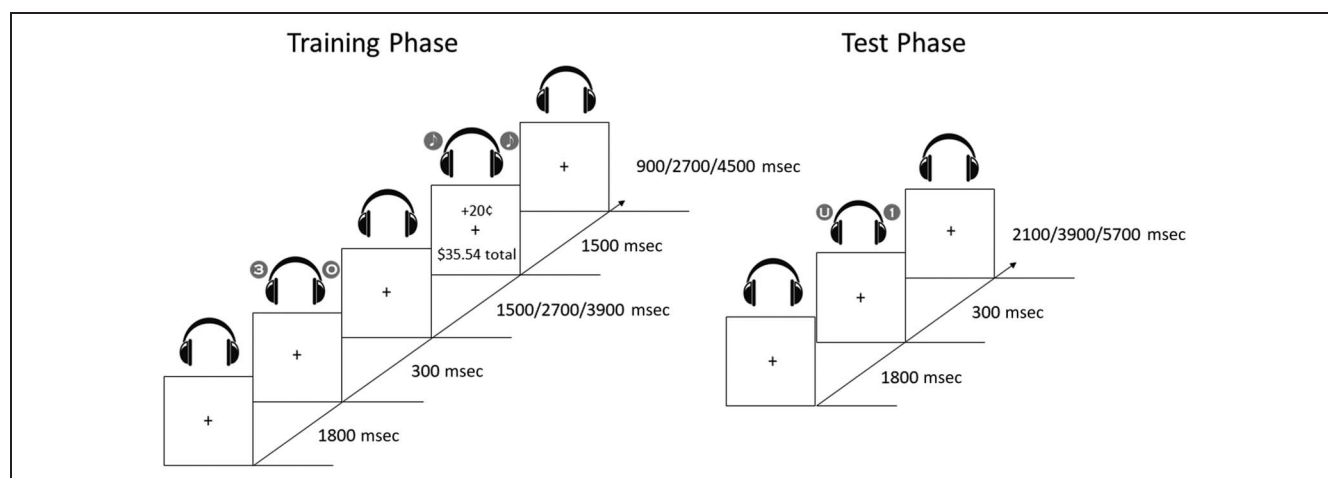 Training Phase
+
1800 msec
3 O
+
300 msec
+
1500/2700/3900 msec
♪ ♪
+20¢
+
$35.54 total
1500 msec
+
900/2700/4500 msec
Test Phase
+
1800 msec
U 1
+
300 msec
+
2100/3900/5700 msec